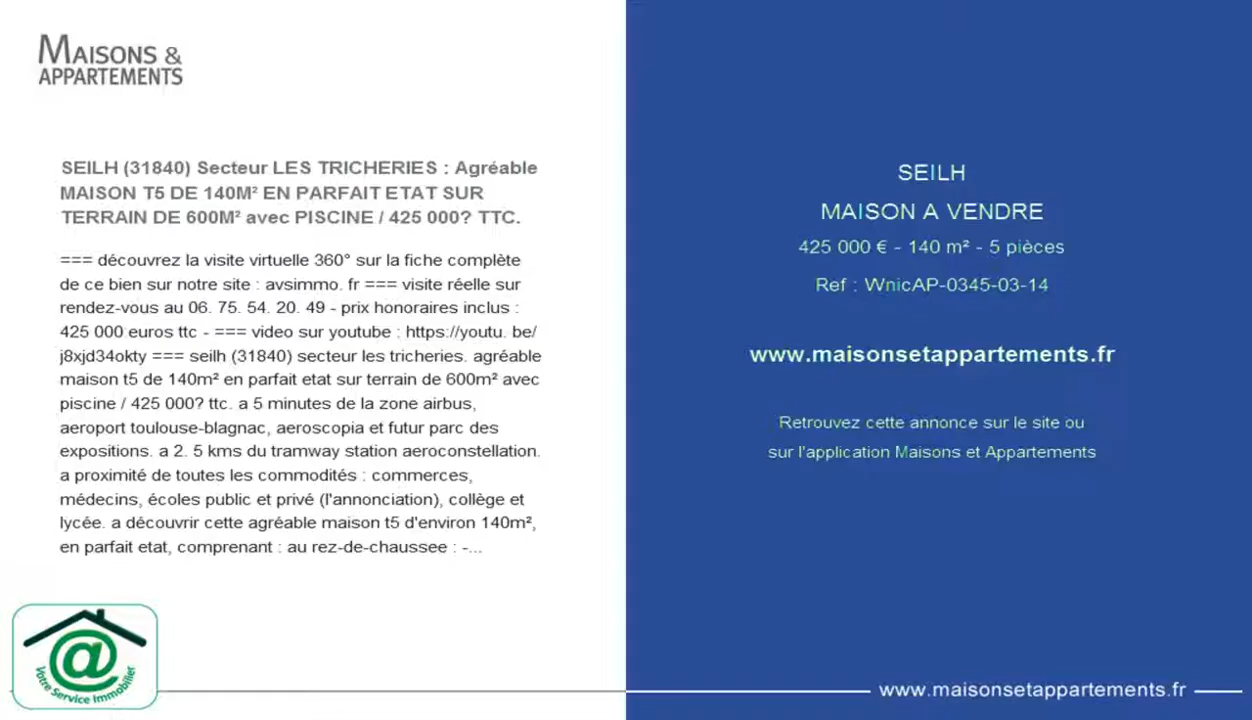 MAISONS &
APPARTEMENTS
SEILH (31840) Secteur LES TRICHERIES : Agréable
MAISON T5 DE 140M² EN PARFAIT ETAT SUR
TERRAIN DE 600M² avec PISCINE / 425 000? TTC.
=== découvrez la visite virtuelle 360° sur la fiche complète
de ce bien sur notre site : avsimmo. fr === visite réelle sur
rendez-vous au 06. 75. 54. 20. 49 - prix honoraires inclus :
425 000 euros ttc - === video sur youtube : https://youtu. be/
j8xjd34okty === seilh (31840) secteur les tricheries. agréable
maison t5 de 140m² en parfait etat sur terrain de 600m² avec
piscine / 425 000? ttc. a 5 minutes de la zone airbus,
aeroport toulouse-blagnac, aeroscopia et futur parc des
expositions. a 2. 5 kms du tramway station aeroconstellation.
a proximité de toutes les commodités : commerces,
médecins, écoles public et privé (l'annonciation), collège et
lycée. a découvrir cette agréable maison t5 d'environ 140m²,
en parfait etat, comprenant : au rez-de-chaussee : -...
@
Votre Service Immobilier
SEILH
MAISON A VENDRE
425 000 € - 140 m² - 5 pièces
Ref : WnicAP-0345-03-14
www.maisonsetappartements.fr
Retrouvez cette annonce sur le site ou
sur l'application Maisons et Appartements
www.maisonsetappartements.fr